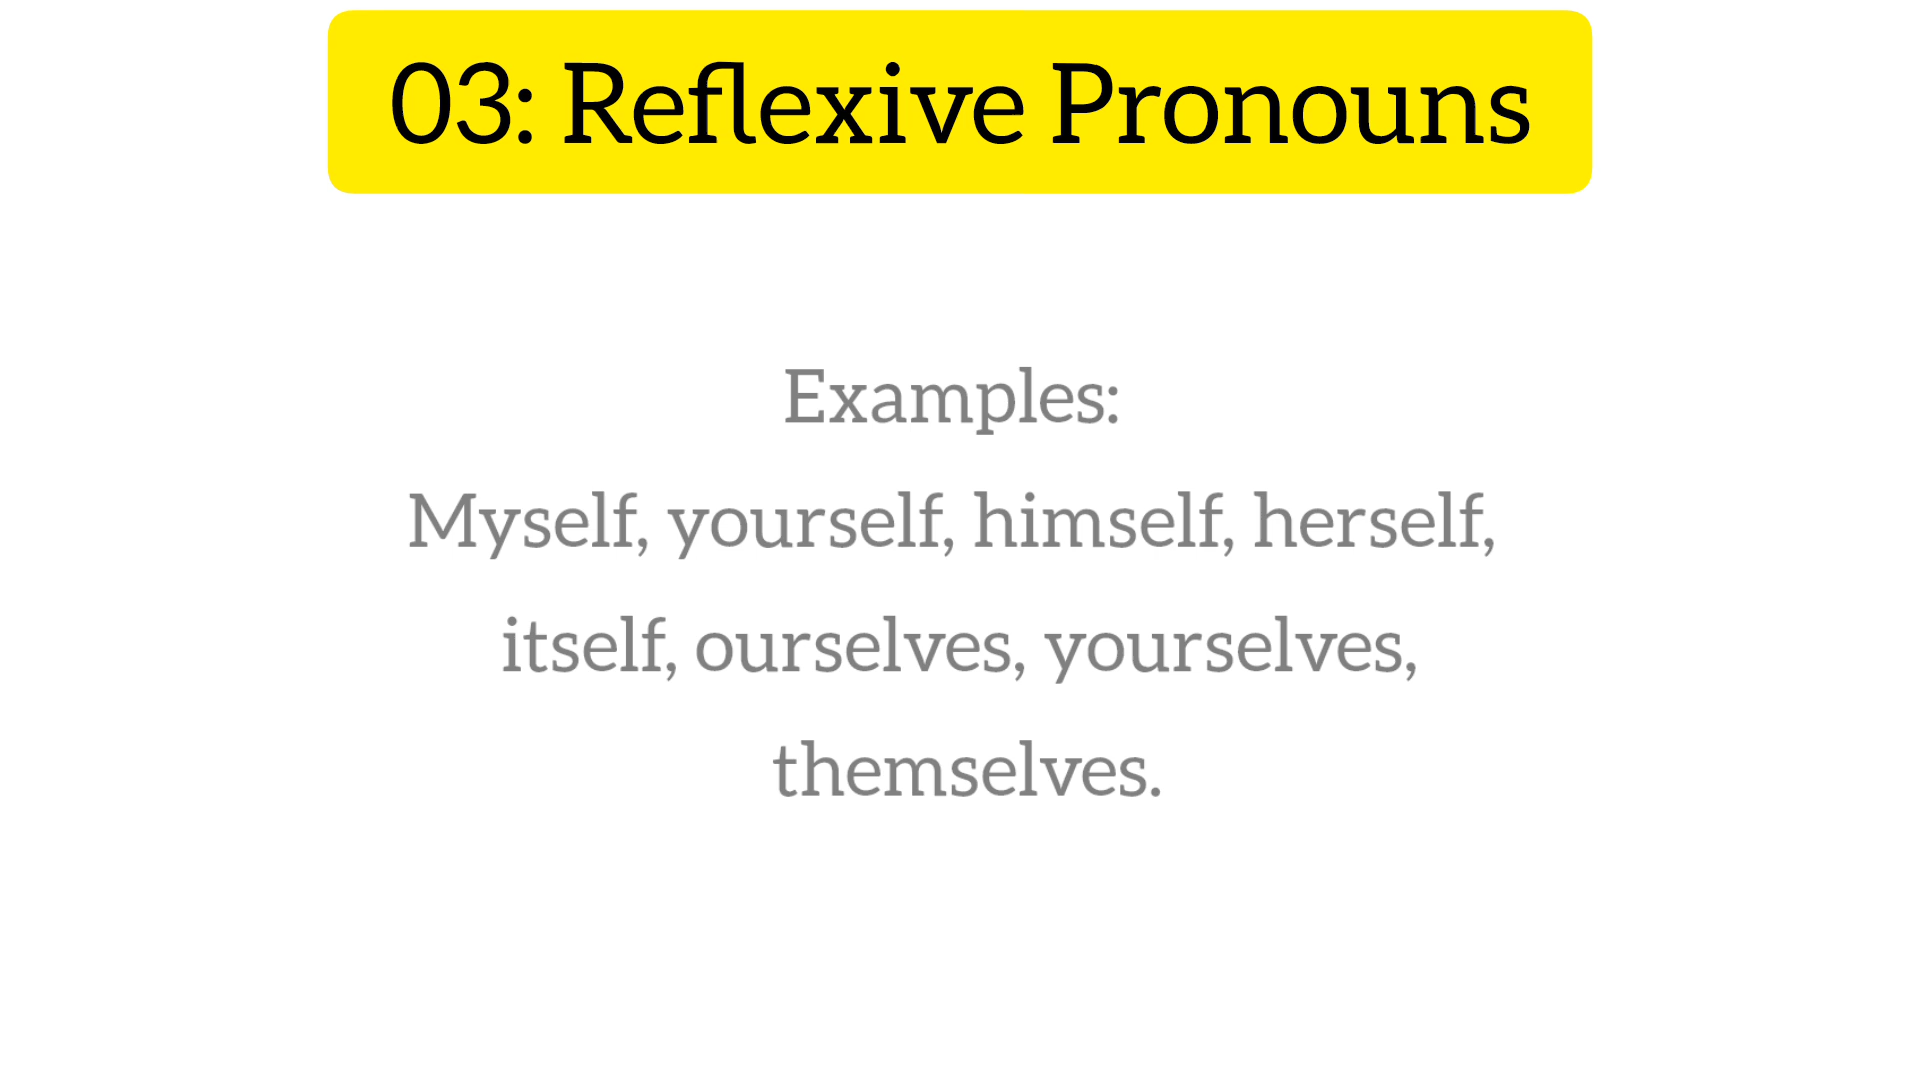 03: Reflexive Pronouns
Examples:
Myself, yourself, himself, herself,
itself, ourselves, yourselves,
themselves.